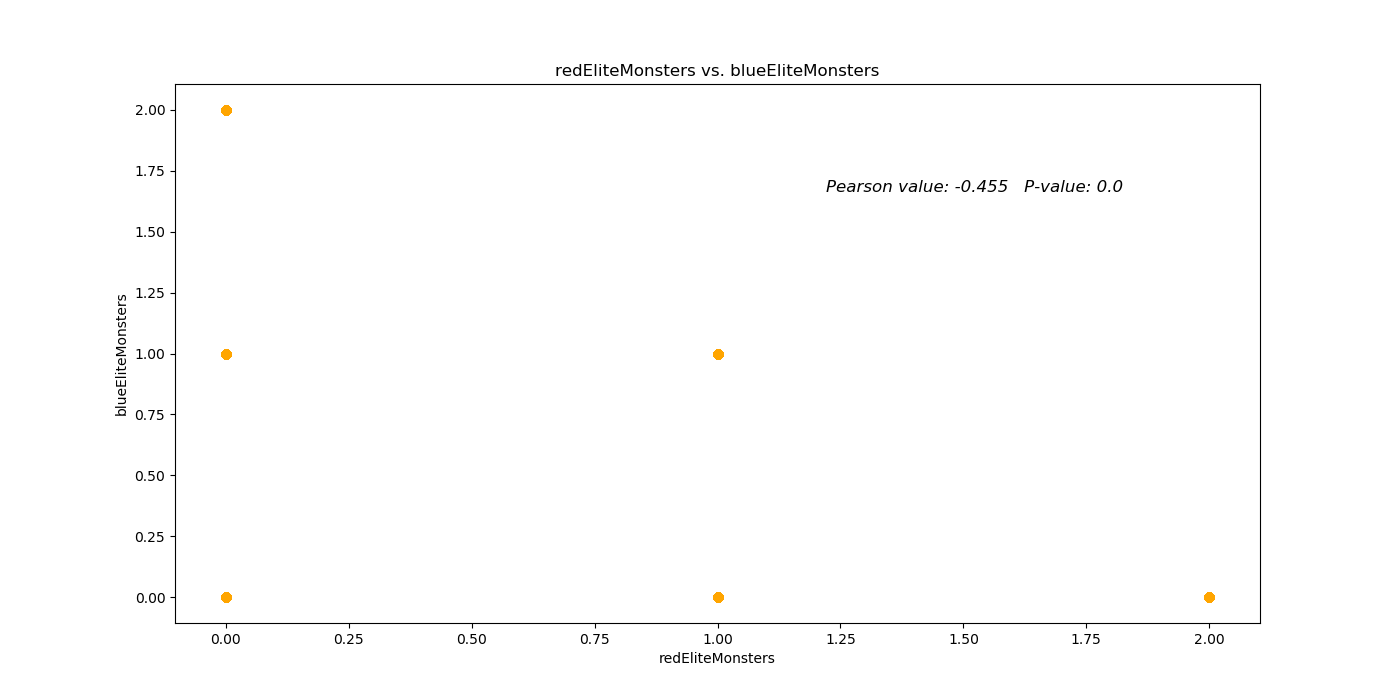 redEliteMonsters vs. blueEliteMonsters
2.00
1.75
Pearson value: -0.455   P-value: 0.0
1.50
1.25
1.00
0.75
0.50
0.25
0.00
blueEliteMonsters
0.00 0.25 0.50 0.75 1.00 1.25 1.50 1.75 2.00
redEliteMonsters